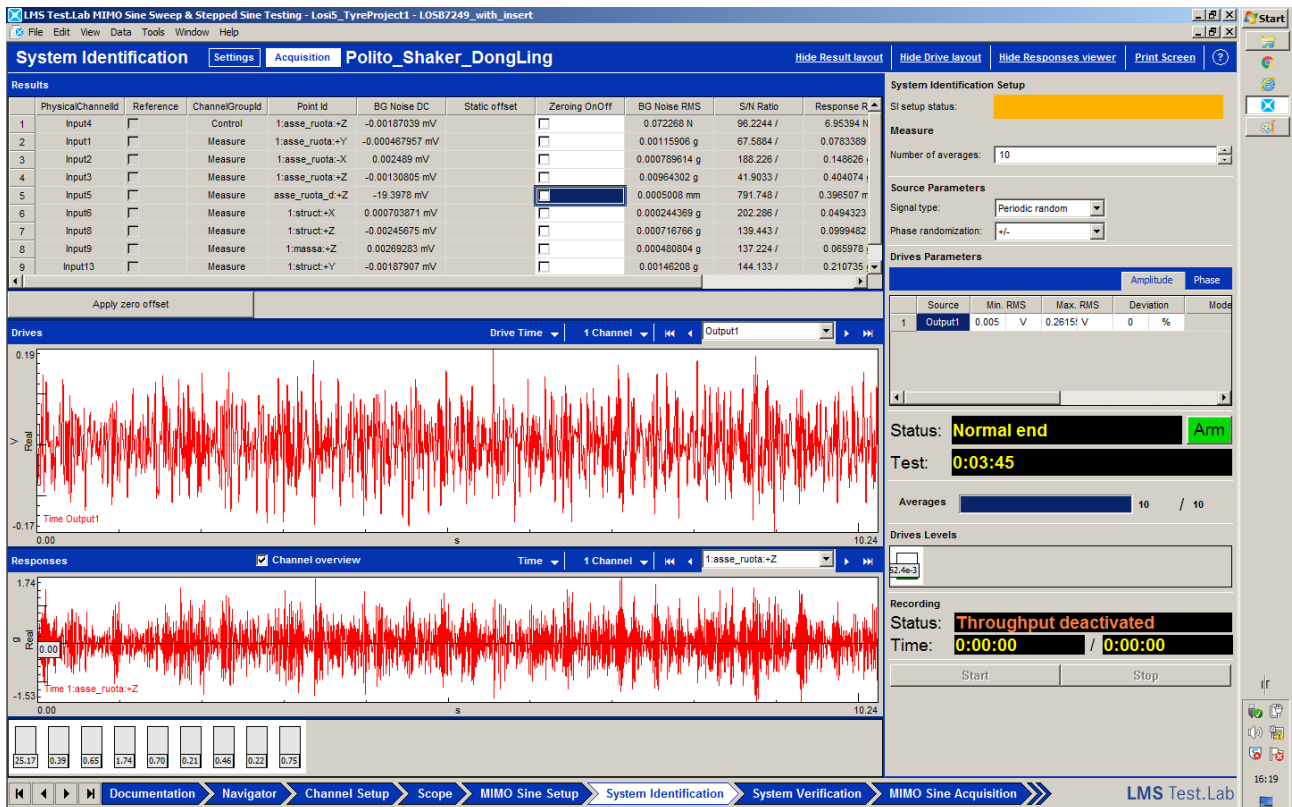 LMS Test.Lab MIMO Sine Sweep & Stepped Sine Testing - Losi5_TyreProject1 - LOSB7249_with_insert
Start
File Edit View Data Tools Window Help
System Identification Settings Acquisition Polito_Shaker_DongLing Hide Result layout Hide Drive layout Hide Responses viewer Print Screen ?
Results
PhysicalChannelId Reference ChannelGroupId Point Id BG Noise DC Static offset Zeroing OnOff BG Noise RMS S/N Ratio Response R
1 Input4 Control 1:asse_ruota:+Z -0.00187039 mV 0.072268 N 96.2244 / 6.95394 N
2 Input1 Measure 1:asse_ruota:+Y -0.000467957 mV 0.00115906 g 67.5884 / 0.0783389
3 Input2 Measure 1:asse_ruota:-X 0.002489 mV 0.000789614 g 188.226 / 0.148626
4 Input3 Measure 1:asse_ruota:+Z -0.00130805 mV 0.00964302 g 41.9033 / 0.404074
5 Input5 Measure asse_ruota_d:+Z -19.3978 mV 0.0005008 mm 791.748 / 0.396507 m
6 Input6 Measure 1:struct:+X 0.000703871 mV 0.000244369 g 202.286 / 0.0494323
7 Input8 Measure 1:struct:+Z -0.00245675 mV 0.000716766 g 139.443 / 0.0999482
8 Input9 Measure 1:massa:+Z 0.00269283 mV 0.000480804 g 137.224 / 0.065978
9 Input13 Measure 1:struct:+Y -0.00187907 mV 0.00146208 g 144.133 / 0.210735
Apply zero offset
Drives Drive Time 1 Channel Output1
0.19
V
Real
-0.17
Time Output1
0.00 s 10.24
Responses Channel overview Time 1 Channel 1:asse_ruota:+Z
1.74
g
Real
0.00
-1.53
Time 1:asse_ruota:+Z
0.00 s 10.24
25.17 0.39 0.65 1.74 0.70 0.21 0.46 0.22 0.75
System Identification Setup
SI setup status:
Measure
Number of averages: 10
Source Parameters
Signal type: Periodic random
Phase randomization: +/-
Drives Parameters
Amplitude Phase
Source Min. RMS Max. RMS Deviation Mode
1 Output1 0.005 V 0.2615 V 0 %
Status: Normal end Arm
Test: 0:03:45
Averages 10 / 10
Drives Levels
52.4e-3
Recording
Status: Throughput deactivated
Time: 0:00:00 / 0:00:00
Start Stop
IT
16:19
Documentation Navigator Channel Setup Scope MIMO Sine Setup System Identification System Verification MIMO Sine Acquisition LMS Test.Lab